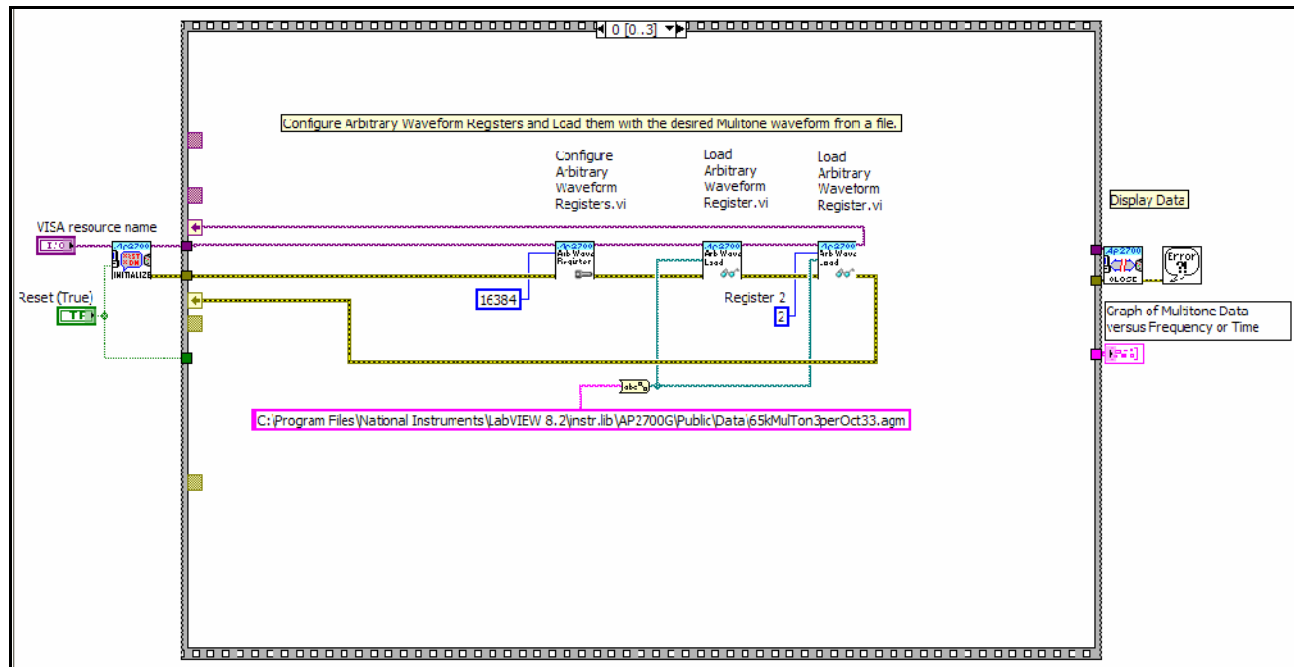 0 [0..3]
Configure Arbitrary Waveform Registers and Load them with the desired Mulitone waveform from a file.
Configure
Arbitrary
Waveform
Registers.vi
Load
Arbitrary
Waveform
Register.vi
Load
Arbitrary
Waveform
Register.vi
Display Data
VISA resource name
I/O
AP2700
INITIALIZE
AP2700
Arb Wave
Register
AP2700
Arb Wave
Load
AP2700
Arb Wave
Load
AP2700
CLOSE
Error
?!
Reset (True)
TF
16384
Register 2
2
Graph of Multitone Data
versus Frequency or Time
abc
C:\Program Files\National Instruments\LabVIEW 8.2\instr.lib\AP2700G\Public\Data\65kMulTon3perOct33.agm